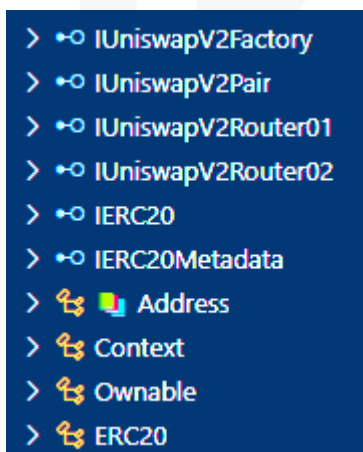 IUniswapV2Factory
IUniswapV2Pair
IUniswapV2Router01
IUniswapV2Router02
IERC20
IERC20Metadata
Address
Context
Ownable
ERC20